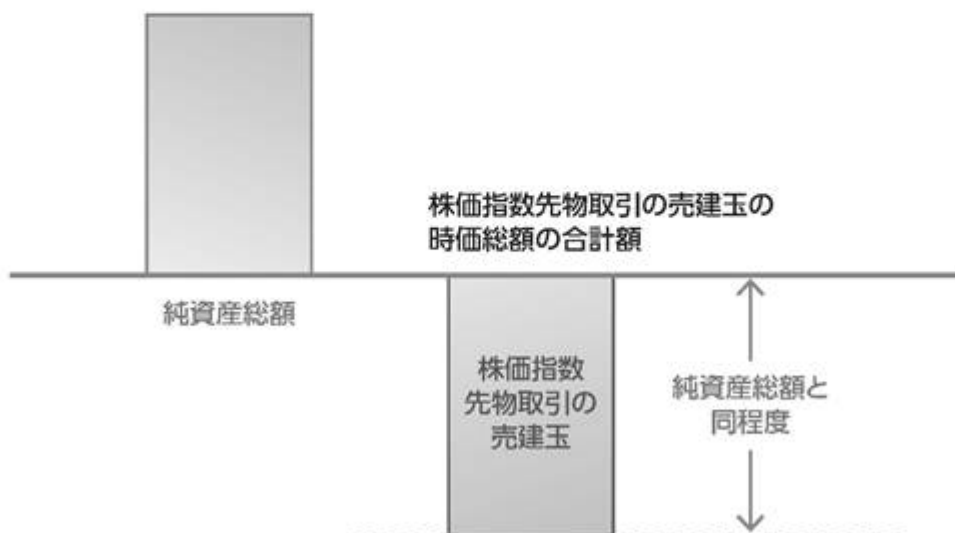 株価指数先物取引の売建玉の
時価総額の合計額
純資産総額
株価指数
先物取引の
売建玉
純資産総額と
同程度